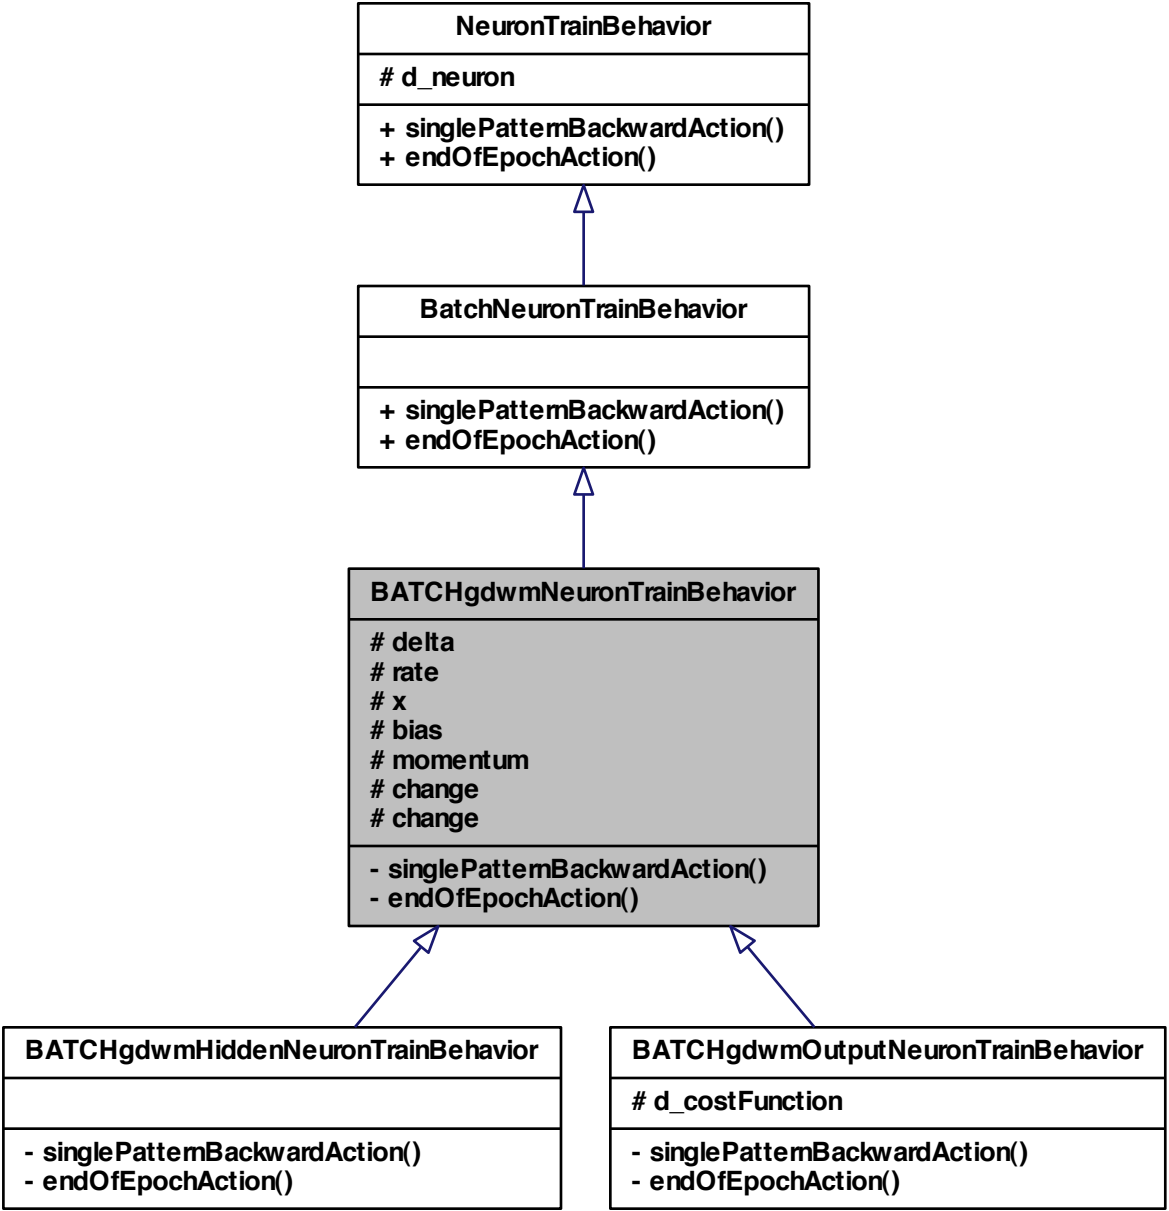 NeuronTrainBehavior
# d_neuron
+ singlePatternBackwardAction()
+ endOfEpochAction()
BatchNeuronTrainBehavior
+ singlePatternBackwardAction()
+ endOfEpochAction()
BATCHgdwmNeuronTrainBehavior
# delta
# rate
# x
# bias
# momentum
# change
# change
- singlePatternBackwardAction()
- endOfEpochAction()
BATCHgdwmHiddenNeuronTrainBehavior
- singlePatternBackwardAction()
- endOfEpochAction()
BATCHgdwmOutputNeuronTrainBehavior
# d_costFunction
- singlePatternBackwardAction()
- endOfEpochAction()